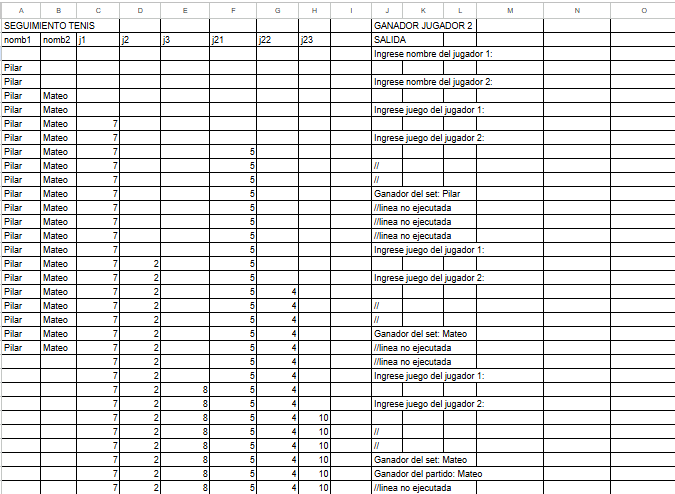 A B C D E F G H I J K L M N O
SEGUIMIENTO TENIS GANADOR JUGADOR 2
nomb1 nomb2 j1 j2 j3 j21 j22 j23 SALIDA
Ingrese nombre del jugador 1:
Pilar
Pilar Ingrese nombre del jugador 2:
Pilar Mateo
Pilar Mateo Ingrese juego del jugador 1:
Pilar Mateo 7
Pilar Mateo 7 Ingrese juego del jugador 2:
Pilar Mateo 7 5
Pilar Mateo 7 5 //
Pilar Mateo 7 5 //
Pilar Mateo 7 5 Ganador del set: Pilar
Pilar Mateo 7 5 //linea no ejecutada
Pilar Mateo 7 5 //linea no ejecutada
Pilar Mateo 7 5 //linea no ejecutada
Pilar Mateo 7 5 Ingrese juego del jugador 1:
Pilar Mateo 7 2 5
Pilar Mateo 7 2 5 Ingrese juego del jugador 2:
Pilar Mateo 7 2 5 4
Pilar Mateo 7 2 5 4 //
Pilar Mateo 7 2 5 4 //
Pilar Mateo 7 2 5 4 Ganador del set: Mateo
Pilar Mateo 7 2 5 4 //linea no ejecutada
7 2 5 4 //linea no ejecutada
7 2 5 4 Ingrese juego del jugador 1:
7 2 8 5 4
7 2 8 5 4 Ingrese juego del jugador 2:
7 2 8 5 4 10
7 2 8 5 4 10 //
7 2 8 5 4 10 //
7 2 8 5 4 10 Ganador del set: Mateo
7 2 8 5 4 10 Ganador del partido: Mateo
7 2 8 5 4 10 //linea no ejecutada